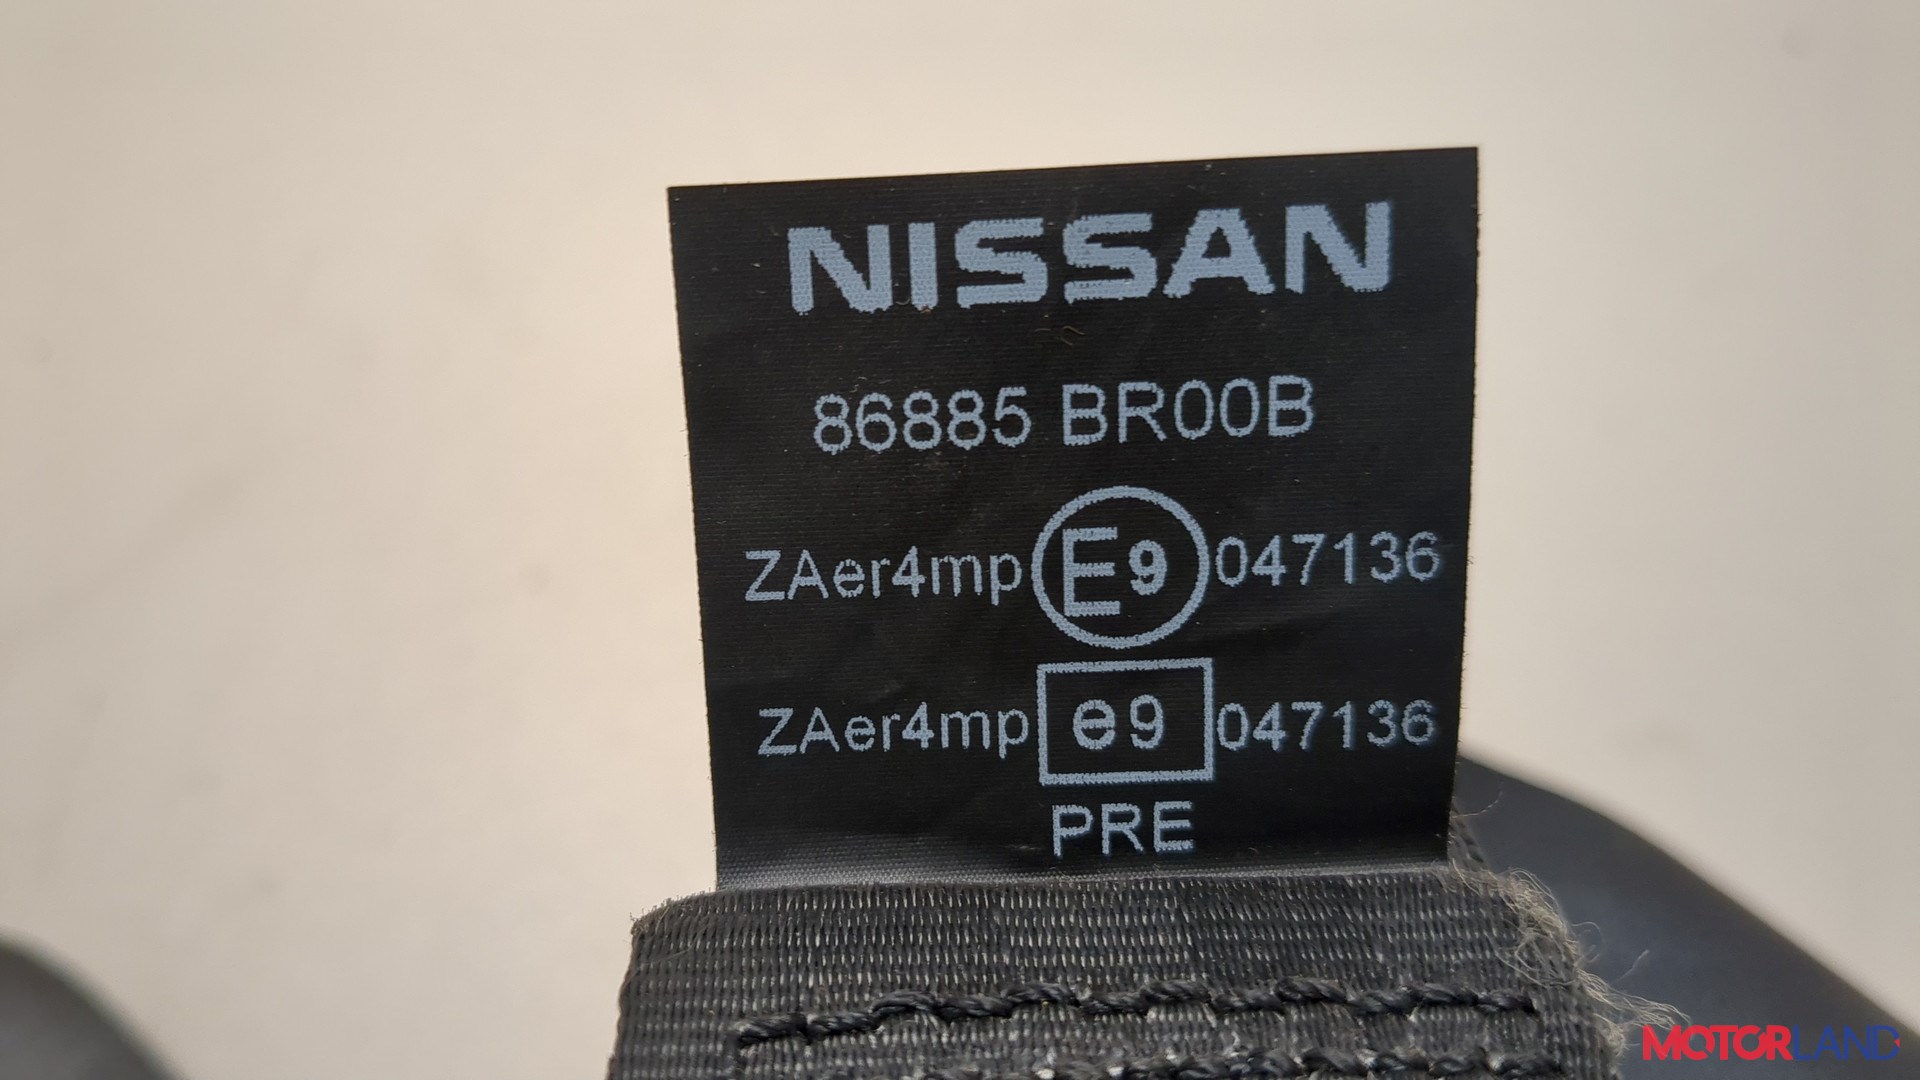 NISSAN
86885 BR00B
ZAer4mp E9 047136
ZAer4mp e9 047136
PRE
MOTORLAND